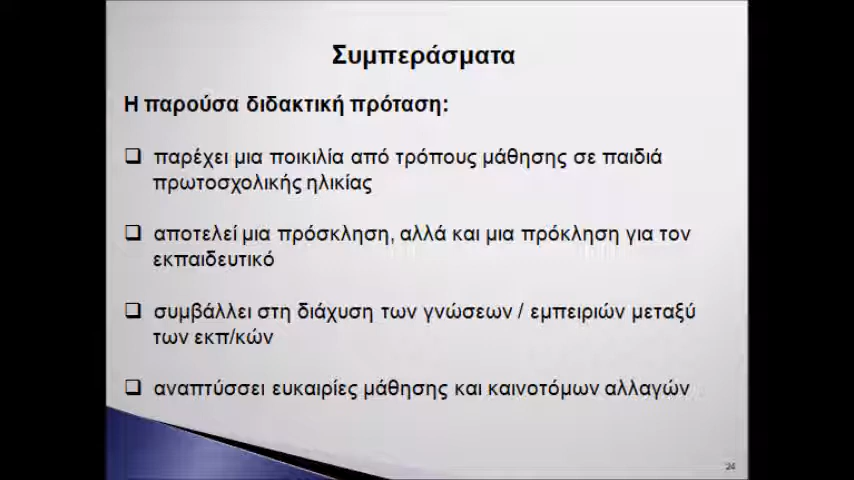 Συμπεράσματα
Η παρούσα διδακτική πρόταση:
παρέχει μια ποικιλία από τρόπους μάθησης σε παιδιά
πρωτοσχολικής ηλικίας
αποτελεί μια πρόσκληση, αλλά και μια πρόκληση για τον
εκπαιδευτικό
συμβάλλει στη διάχυση των γνώσεων / εμπειριών μεταξύ
των εκπ/κών
αναπτύσσει ευκαιρίες μάθησης και καινοτόμων αλλαγών
24